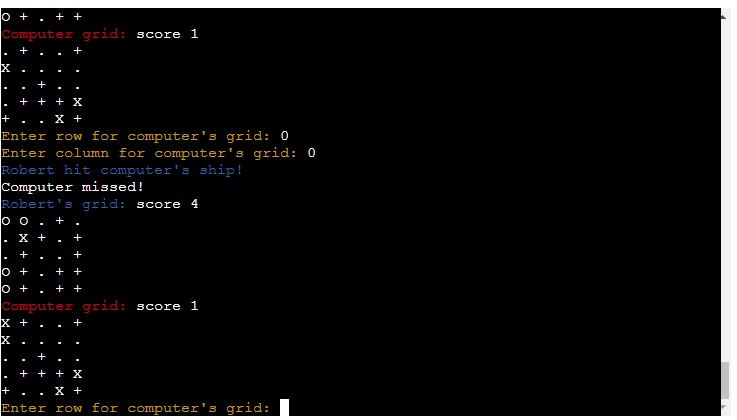 O + . + +
Computer grid: score 1
. + . . +
X . . . .
. . + . .
. + + + X
+ . . X +
Enter row for computer's grid: 0
Enter column for computer's grid: 0
Robert hit computer's ship!
Computer missed!
Robert's grid: score 4
O O . + .
. X + . +
. + . . +
O + . + +
O + . + +
Computer grid: score 1
X + . . +
X . . . .
. . + . .
. + + + X
+ . . X +
Enter row for computer's grid: